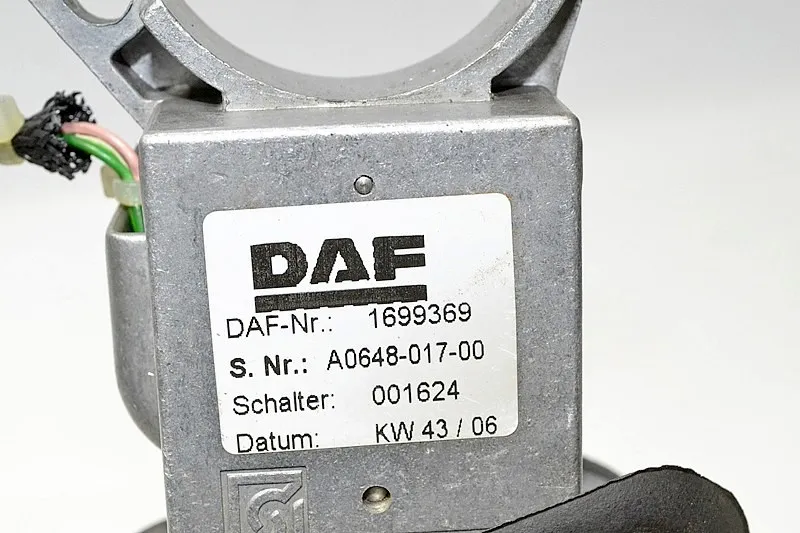 DAF
DAF-Nr.: 1699369
S. Nr.: A0648-017-00
Schalter: 001624
Datum: KW 43 / 06